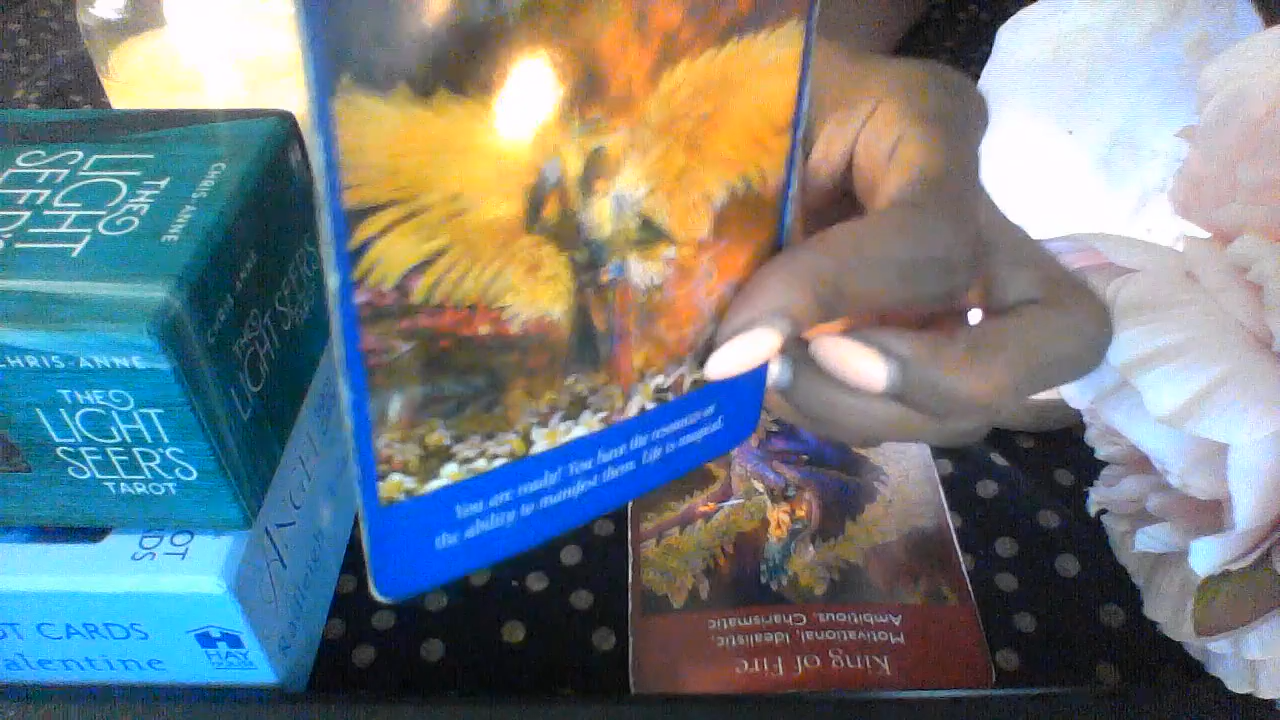 THE
LIGHT
SEER'S
CHRIS-ANNE
CHRIS-ANNE
THE
LIGHT SEER'S
CHRIS-ANNE
THE
LIGHT
SEER'S
TAROT
ANGEL
OT CARDS
alentine
HAY
HOUSE
You are ready! You have the resources or
the ability to manifest them. Life is magical.
King of Fire
Motivational, Idealistic,
Ambitious, Charismatic